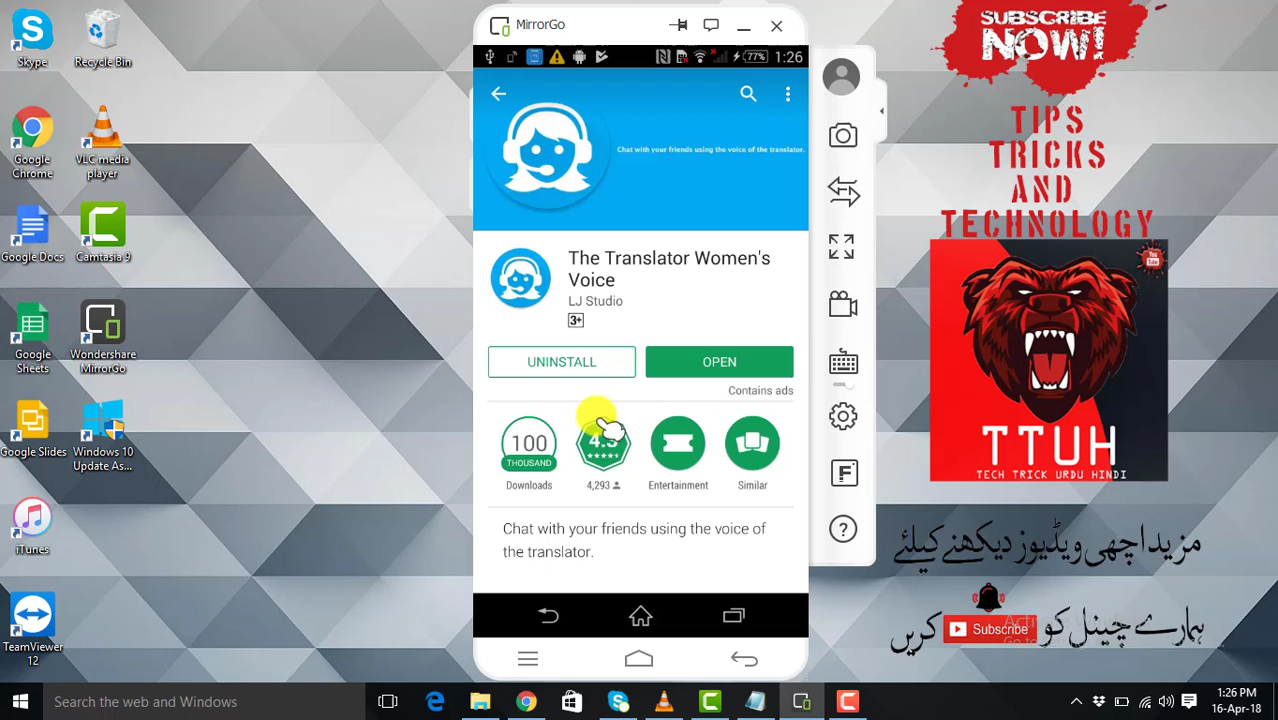 Skype
Recycle Bin
Google
Chrome
VLC media
player
Google Docs
Camtasia 9
Google
Sheets
Wondershare
MirrorGo
Google Slides
Windows 10
Update As...
iTunes
TeamViewer
12
MirrorGo
77%
1:26
Chat with your friends using the voice of the translator.
The Translator Women's
Voice
LJ Studio
3+
UNINSTALL
OPEN
Contains ads
100
THOUSAND
Downloads
4,293
Entertainment
Similar
Chat with your friends using the voice of
the translator.
SUBSCRIBE
NOW!
TIPS
TRICKS
AND
TECHNOLOGY
You
Tube
TTUH
TECH TRICK URDU HINDI
مزید اچھی ویڈیوز دیکھنے کیلئے
ہمارے چینل کو Subscribe کریں
Search the web and Windows
1:26 PM
16-Apr-18